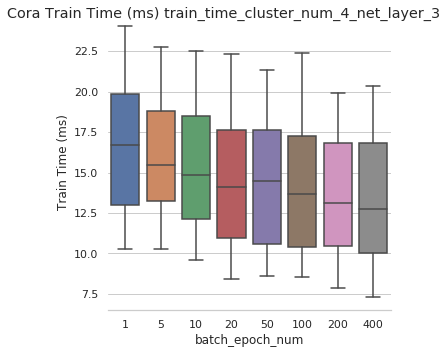 Cora Train Time (ms) train_time_cluster_num_4_net_layer_3
22.5
20.0
17.5
15.0
12.5
10.0
7.5
Train Time (ms)
1 5 10 20 50 100 200 400
batch_epoch_num